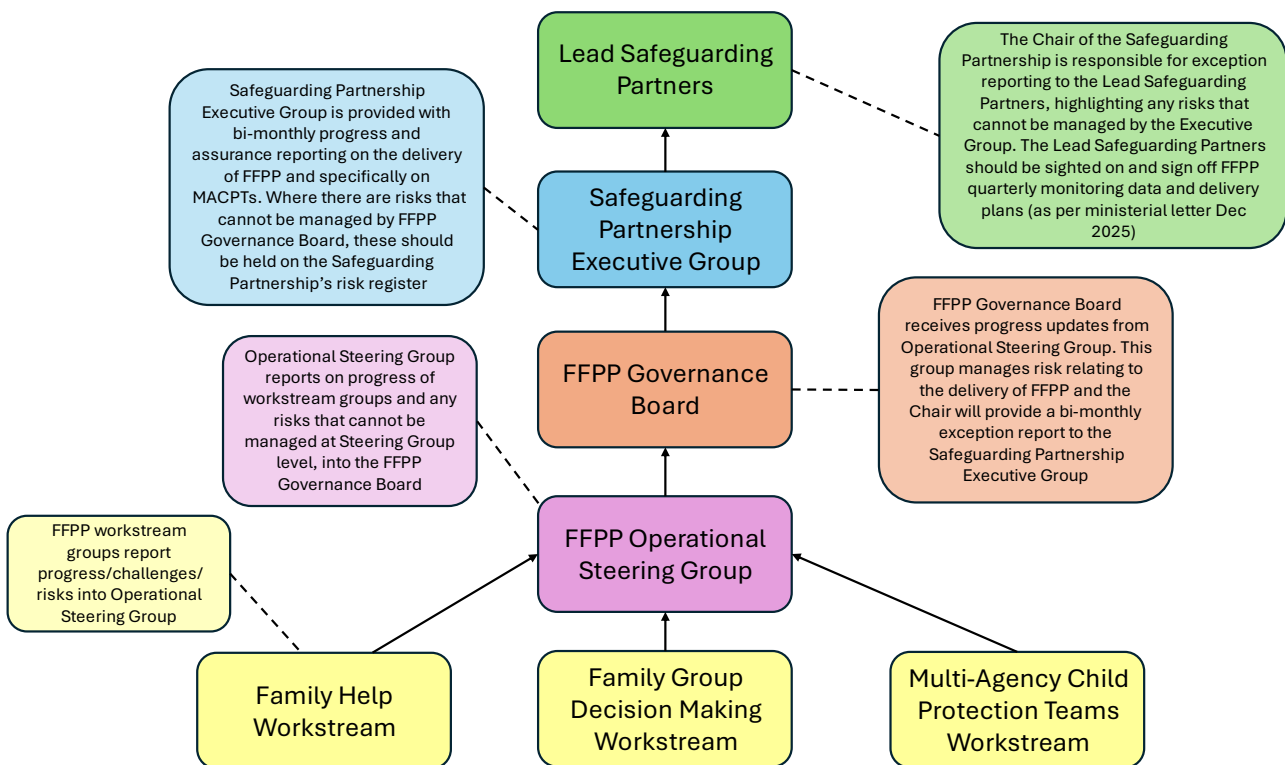 Lead Safeguarding
Partners
The Chair of the Safeguarding
Partnership is responsible for exception
reporting to the Lead Safeguarding
Partners, highlighting any risks that
cannot be managed by the Executive
Group. The Lead Safeguarding Partners
should be sighted on and sign off FFPP
quarterly monitoring data and delivery
plans (as per ministerial letter Dec
2025)
Safeguarding Partnership
Executive Group is provided with
bi-monthly progress and
assurance reporting on the delivery
of FFPP and specifically on
MACPTs. Where there are risks that
cannot be managed by FFPP
Governance Board, these should
be held on the Safeguarding
Partnership’s risk register
Safeguarding
Partnership
Executive Group
FFPP Governance Board
receives progress updates from
Operational Steering Group. This
group manages risk relating to
the delivery of FFPP and the
Chair will provide a bi-monthly
exception report to the
Safeguarding Partnership
Executive Group
FFPP Governance
Board
Operational Steering Group
reports on progress of
workstream groups and any
risks that cannot be
managed at Steering Group
level, into the FFPP
Governance Board
FFPP Operational
Steering Group
FFPP workstream
groups report
progress/challenges/
risks into Operational
Steering Group
Family Help
Workstream
Family Group
Decision Making
Workstream
Multi-Agency Child
Protection Teams
Workstream